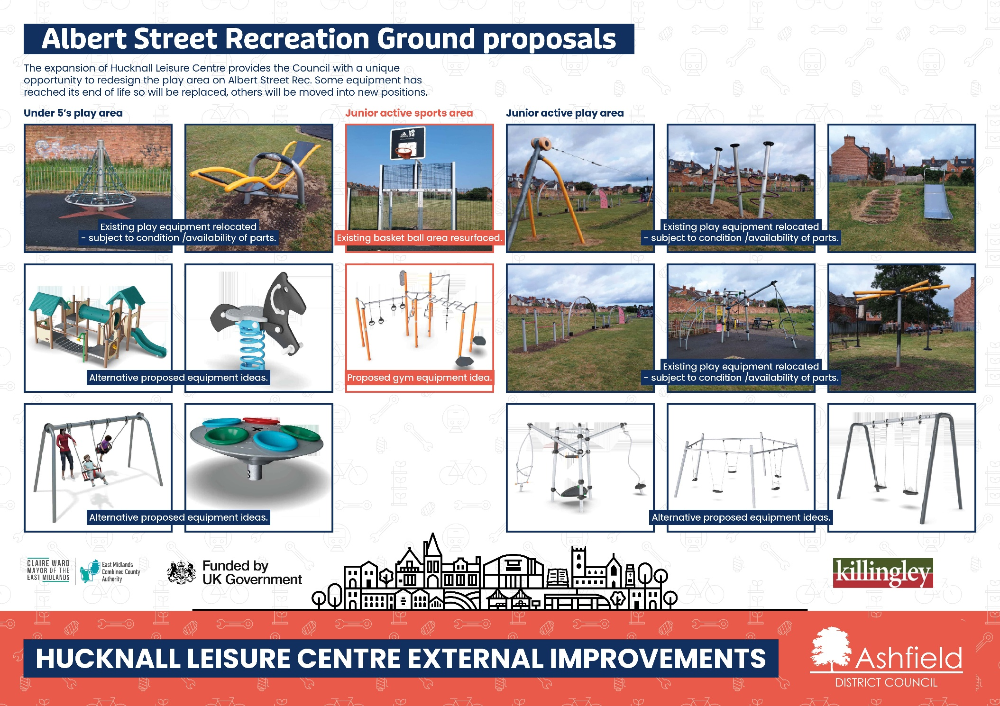 Albert Street Recreation Ground proposals
The expansion of Hucknall Leisure Centre provides the Council with a unique
opportunity to redesign the play area on Albert Street Rec. Some equipment has
reached its end of life so will be replaced, others will be moved into new positions.
Under 5's play area
Existing play equipment relocated
- subject to condition /availability of parts.
Alternative proposed equipment ideas.
Alternative proposed equipment ideas.
Junior active sports area
adidas
Existing basket ball area resurfaced.
Proposed gym equipment idea.
Junior active play area
Existing play equipment relocated
- subject to condition /availability of parts.
Existing play equipment relocated
- subject to condition /availability of parts.
Alternative proposed equipment ideas.
CLAIRE WARD
MAYOR OF THE
EAST MIDLANDS
East Midlands
Combined County
Authority
Funded by
UK Government
killingley
HUCKNALL LEISURE CENTRE EXTERNAL IMPROVEMENTS
Ashfield
DISTRICT COUNCIL